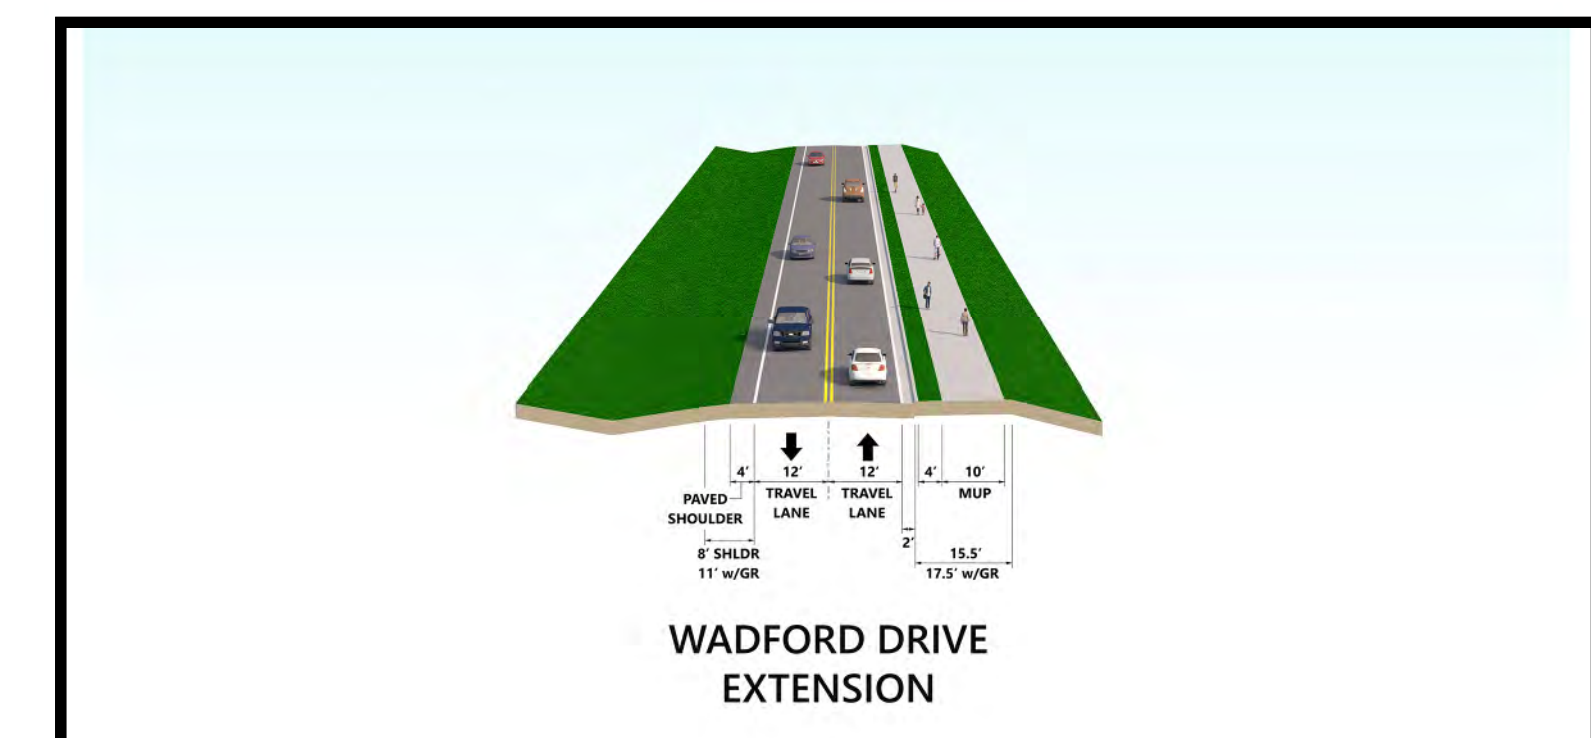 4′ 12′ 12′ 4′ 10′
PAVED SHOULDER
TRAVEL LANE
TRAVEL LANE
MUP
2′
8′ SHLDR
11′ w/GR
15.5′
17.5′ w/GR
WADFORD DRIVE
EXTENSION